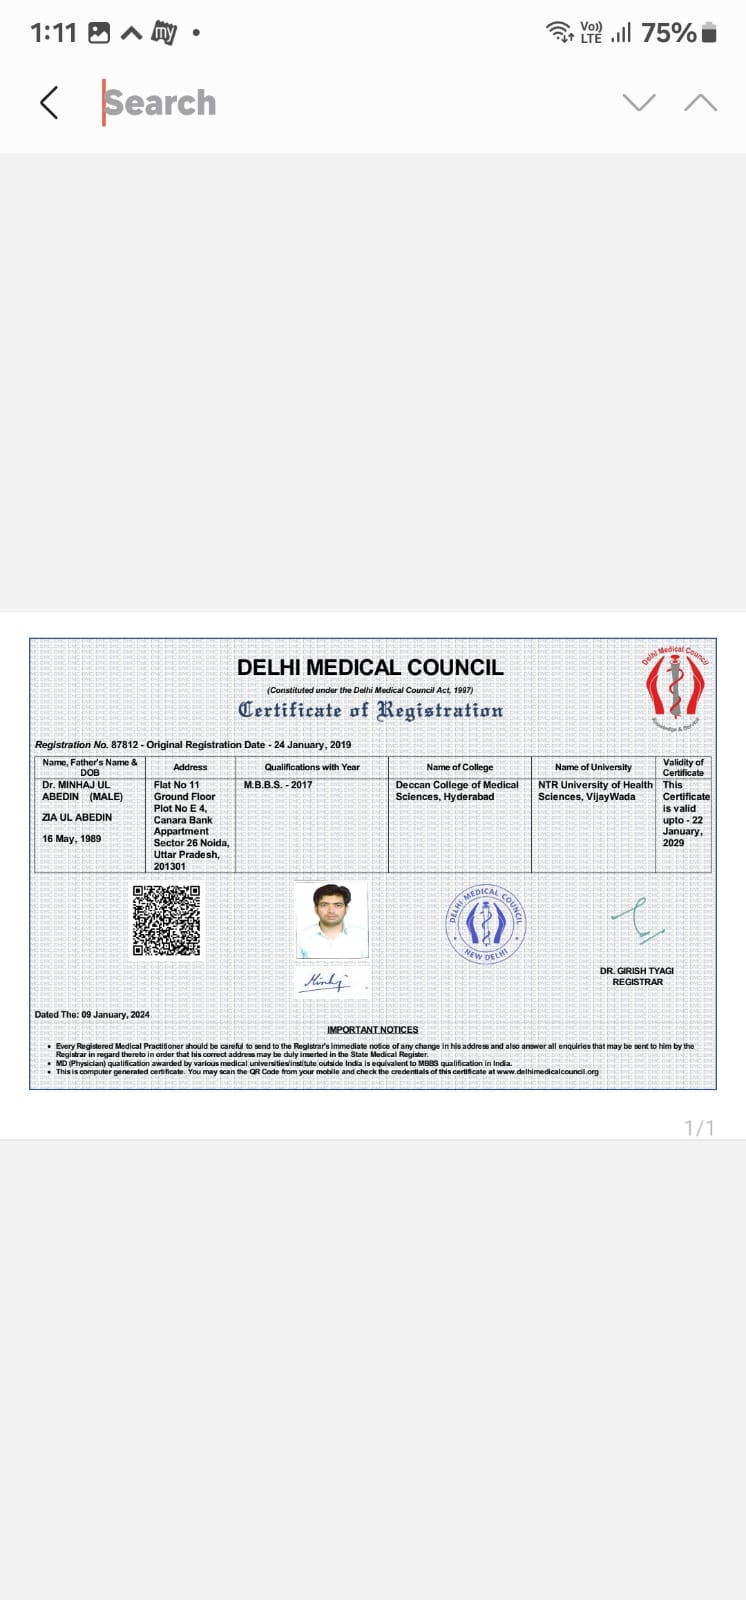 1:11
Vo))
LTE
75%
Search
DELHI MEDICAL COUNCIL
(Constituted under the Delhi Medical Council Act, 1997)
Certificate of Registration
Delhi Medical Council
Knowledge & Service
Registration No. 87812 - Original Registration Date - 24 January, 2019
Name, Father's Name &
DOB
Address
Qualifications with Year
Name of College
Name of University
Validity of
Certificate
Dr. MINHAJ UL
ABEDIN (MALE)
ZIA UL ABEDIN
16 May, 1989
Flat No 11
Ground Floor
Plot No E 4,
Canara Bank
Appartment
Sector 26 Noida,
Uttar Pradesh,
201301
M.B.B.S. - 2017
Deccan College of Medical
Sciences, Hyderabad
NTR University of Health
Sciences, VijayWada
This
Certificate
is valid
upto - 22
January,
2029
DELHI MEDICAL COUNCIL
NEW DELHI
Minhaj
DR. GIRISH TYAGI
REGISTRAR
Dated The: 09 January, 2024
IMPORTANT NOTICES
• Every Registered Medical Practitioner should be careful to send to the Registrar's immediate notice of any change in his address and also answer all enquiries that may be sent to him by the
Registrar in regard thereto in order that his correct address may be duly inserted in the State Medical Register.
• MD (Physician) qualification awarded by various medical universities/institute outside India is equivalent to MBBS qualification in India.
• This is computer generated certificate. You may scan the QR Code from your mobile and check the credentials of this certificate at www.delhimedicalcouncil.org
1/1